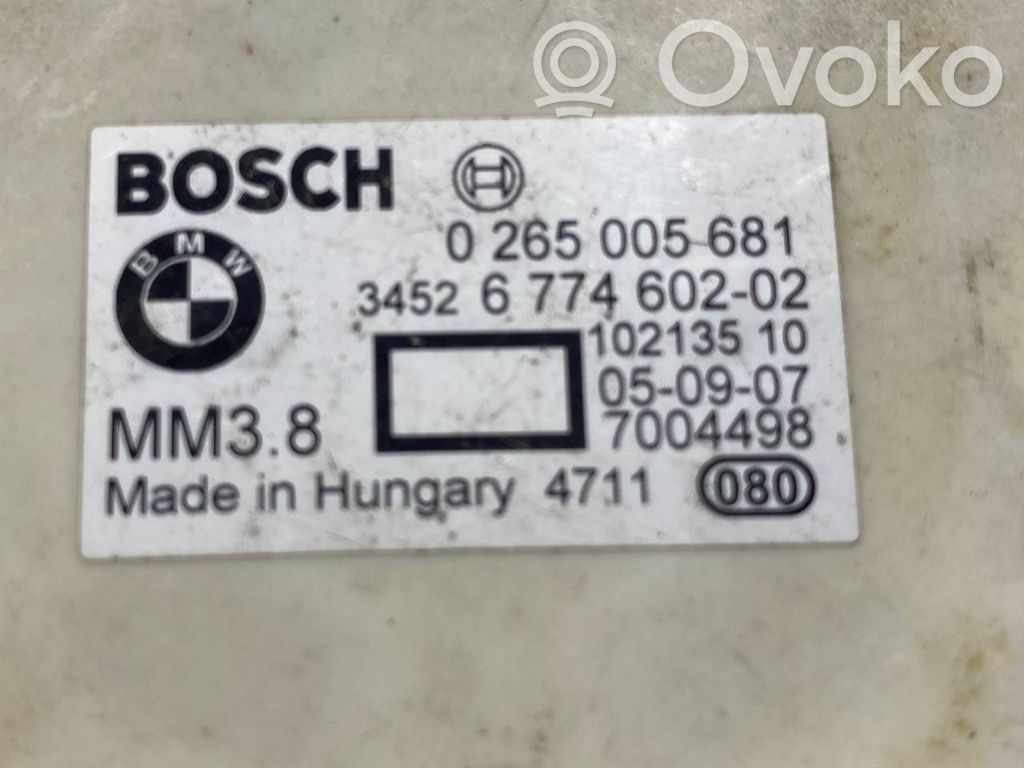 Ovoko
BOSCH
BMW
0 265 005 681
3452 6 774 602-02
102135 10
05-09-07
MM3.8
7004498
Made in Hungary 4711 080